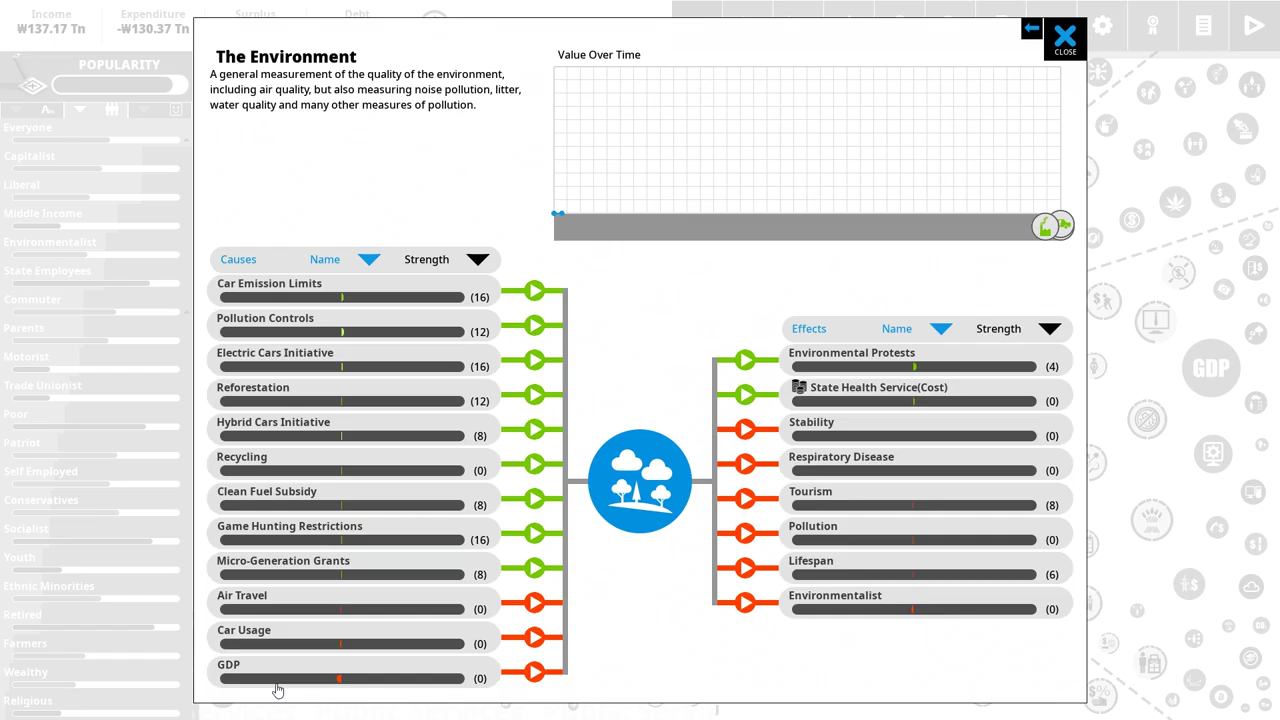 Income
Expenditure
Surplus
Debt
₩137.17 Tn
-₩130.37 Tn
POPULARITY
Everyone
Capitalist
Liberal
Middle Income
Environmentalist
State Employees
Commuter
Parents
Motorist
Trade Unionist
Poor
Patriot
Self Employed
Conservatives
Socialist
Youth
Ethnic Minorities
Retired
Farmers
Wealthy
Religious
The Environment
A general measurement of the quality of the environment,
including air quality, but also measuring noise pollution, litter,
water quality and many other measures of pollution.
Value Over Time
CLOSE
Causes
Name
Strength
Car Emission Limits
(16)
Pollution Controls
(12)
Electric Cars Initiative
(16)
Reforestation
(12)
Hybrid Cars Initiative
(8)
Recycling
(0)
Clean Fuel Subsidy
(8)
Game Hunting Restrictions
(16)
Micro-Generation Grants
(8)
Air Travel
(0)
Car Usage
(0)
GDP
(0)
Effects
Name
Strength
Environmental Protests
(4)
State Health Service(Cost)
(0)
Stability
(0)
Respiratory Disease
(0)
Tourism
(8)
Pollution
(0)
Lifespan
(6)
Environmentalist
(0)
GDP